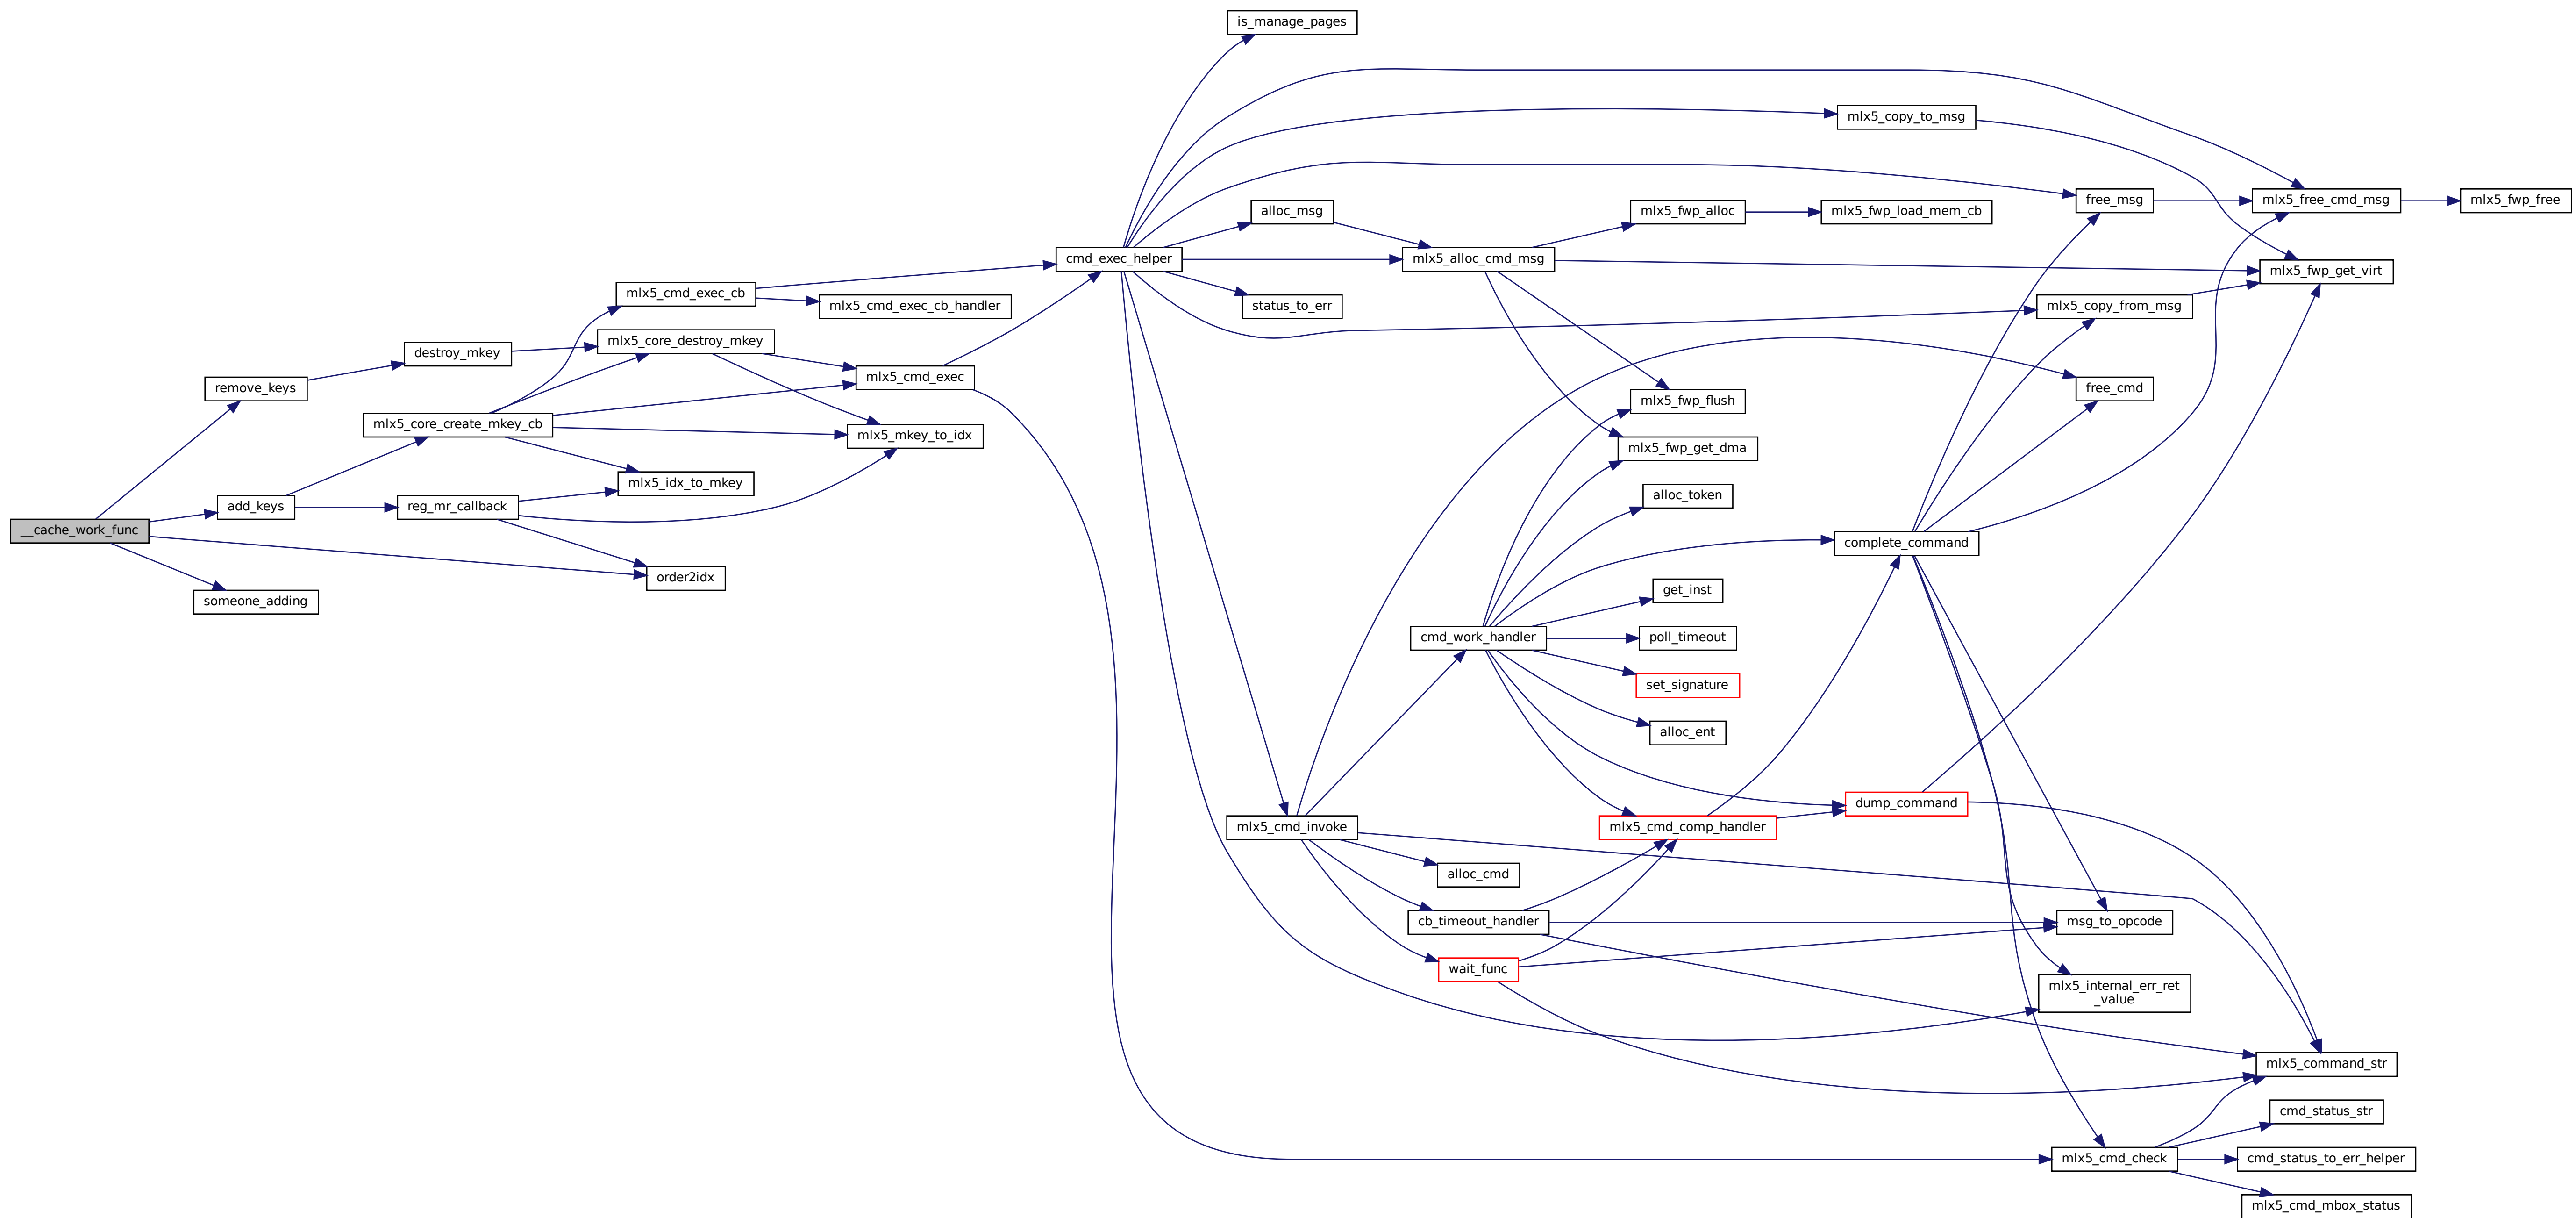 is_manage_pages
mlx5_copy_to_msg
free_msg
mlx5_free_cmd_msg
mlx5_fwp_free
alloc_msg
mlx5_fwp_alloc
mlx5_fwp_load_mem_cb
cmd_exec_helper
mlx5_alloc_cmd_msg
mlx5_fwp_get_virt
mlx5_cmd_exec_cb
mlx5_cmd_exec_cb_handler
status_to_err
mlx5_copy_from_msg
mlx5_core_destroy_mkey
destroy_mkey
mlx5_cmd_exec
remove_keys
free_cmd
mlx5_fwp_flush
mlx5_core_create_mkey_cb
mlx5_mkey_to_idx
mlx5_fwp_get_dma
mlx5_idx_to_mkey
alloc_token
add_keys
reg_mr_callback
__cache_work_func
complete_command
order2idx
get_inst
someone_adding
cmd_work_handler
poll_timeout
set_signature
alloc_ent
dump_command
mlx5_cmd_invoke
mlx5_cmd_comp_handler
alloc_cmd
cb_timeout_handler
msg_to_opcode
wait_func
mlx5_internal_err_ret
_value
mlx5_command_str
cmd_status_str
mlx5_cmd_check
cmd_status_to_err_helper
mlx5_cmd_mbox_status